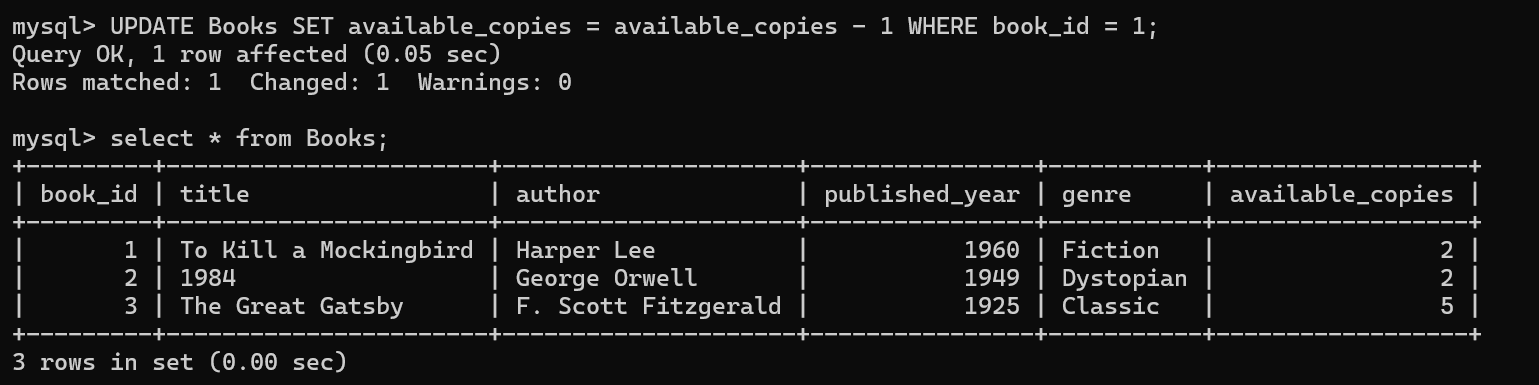 mysql> UPDATE Books SET available_copies = available_copies - 1 WHERE book_id = 1;
Query OK, 1 row affected (0.05 sec)
Rows matched: 1  Changed: 1  Warnings: 0

mysql> select * from Books;
+---------+-----------------------+----------------------+----------------+-----------+------------------+
| book_id | title                 | author               | published_year | genre     | available_copies |
+---------+-----------------------+----------------------+----------------+-----------+------------------+
|       1 | To Kill a Mockingbird | Harper Lee           |           1960 | Fiction   |                2 |
|       2 | 1984                  | George Orwell        |           1949 | Dystopian |                2 |
|       3 | The Great Gatsby      | F. Scott Fitzgerald  |           1925 | Classic   |                5 |
+---------+-----------------------+----------------------+----------------+-----------+------------------+
3 rows in set (0.00 sec)